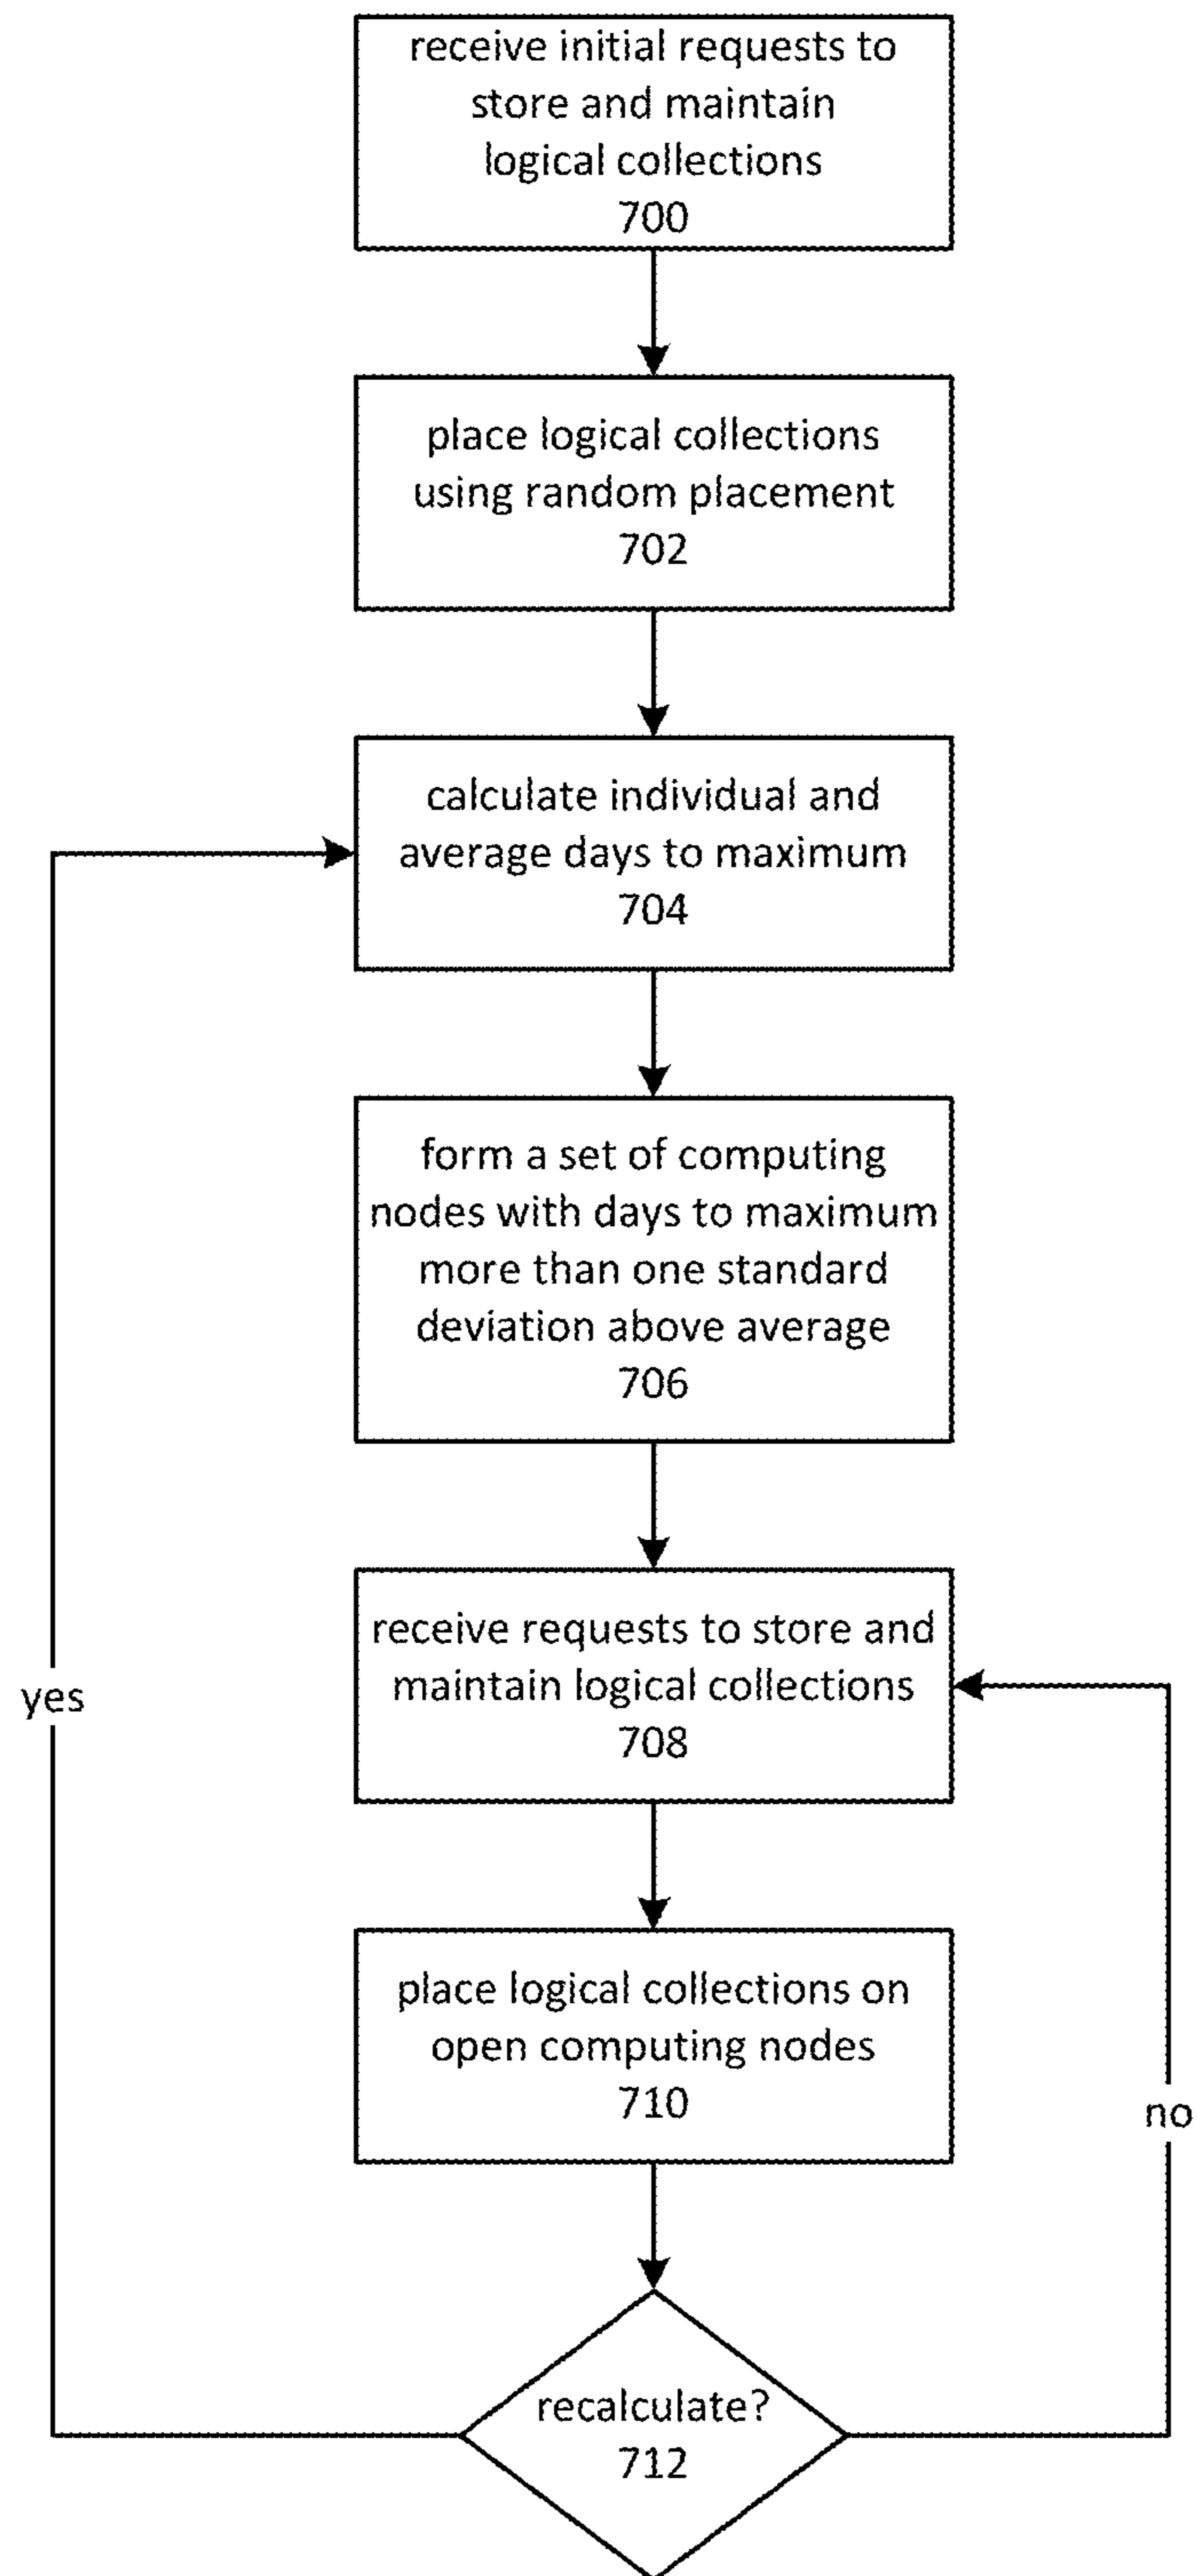 receive initial requests to
store and maintain
logical collections
700
place logical collections
using random placement
702
calculate individual and
average days to maximum
704
form a set of computing
nodes with days to maximum
more than one standard
deviation above average
706
receive requests to store and
maintain logical collections
708
yes
place logical collections on
open computing nodes
710
no
recalculate?
712